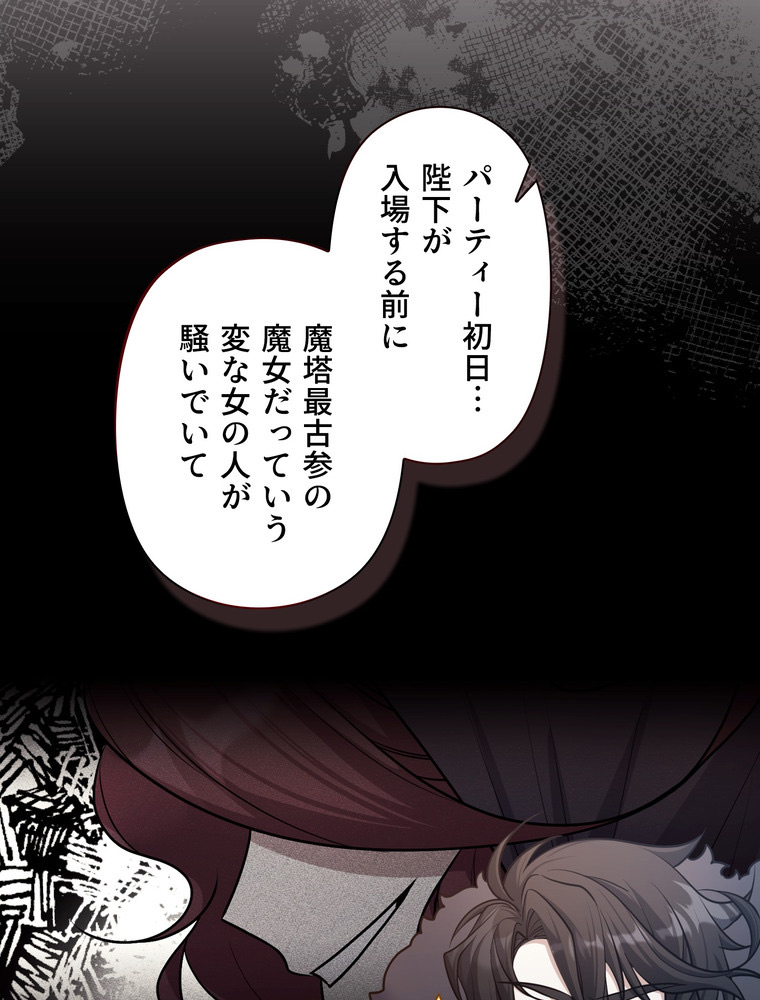 パーティー初日…
陛下が
入場する前に
魔塔最古参の
魔女だっていう
変な女の人が
騒いでいて